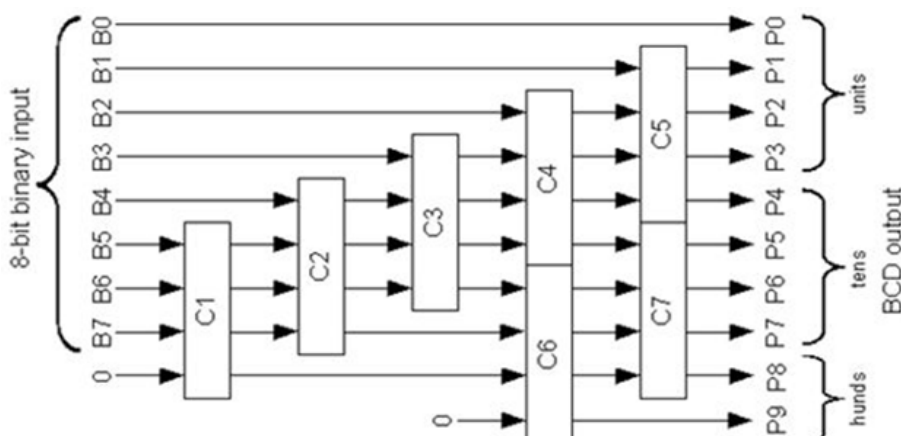 8-bit binary input
B0
B1
B2
B3
B4
B5
B6
B7
0
0
C1
C2
C3
C4
C6
C5
C7
P0
P1
P2
P3
P4
P5
P6
P7
P8
P9
units
tens
hunds
BCD output